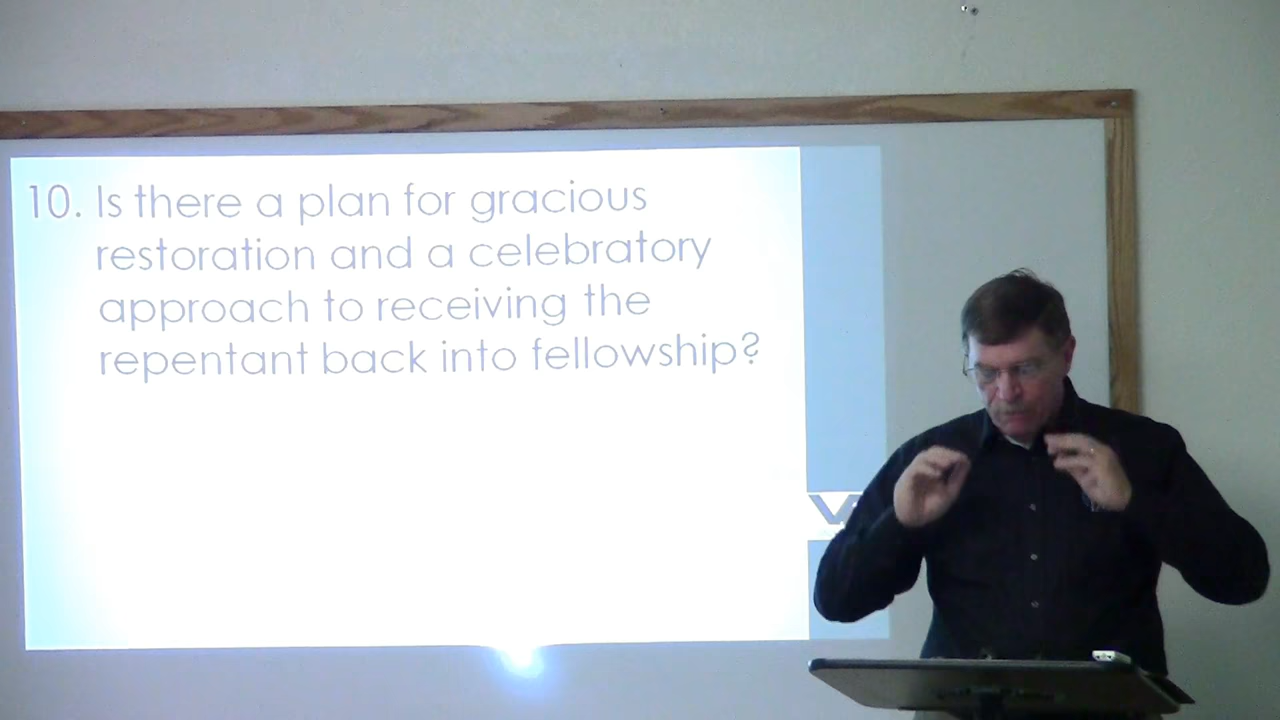 10. Is there a plan for gracious
restoration and a celebratory
approach to receiving the
repentant back into fellowship?